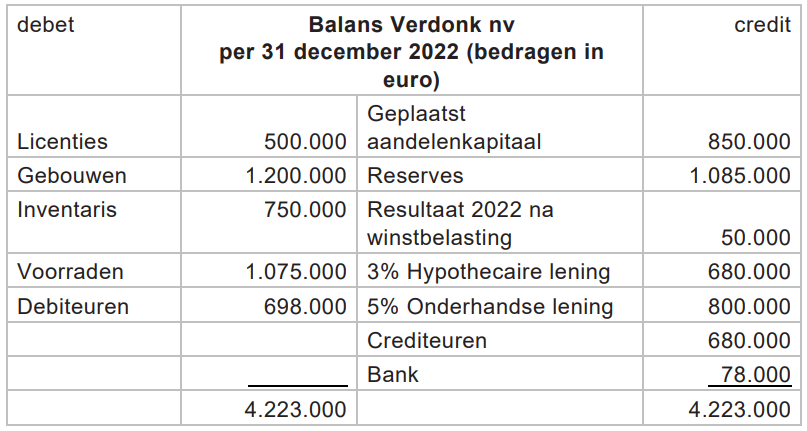 debet Balans Verdonk nv credit
per 31 december 2022 (bedragen in
euro)
Geplaatst
Licenties 500.000 aandelenkapitaal 850.000
Gebouwen 1.200.000 Reserves 1.085.000
Inventaris 750.000 Resultaat 2022 na
winstbelasting 50.000
Voorraden 1.075.000 3% Hypothecaire lening 680.000
Debiteuren 698.000 5% Onderhandse lening 800.000
Crediteuren 680.000
Bank 78.000
4.223.000 4.223.000